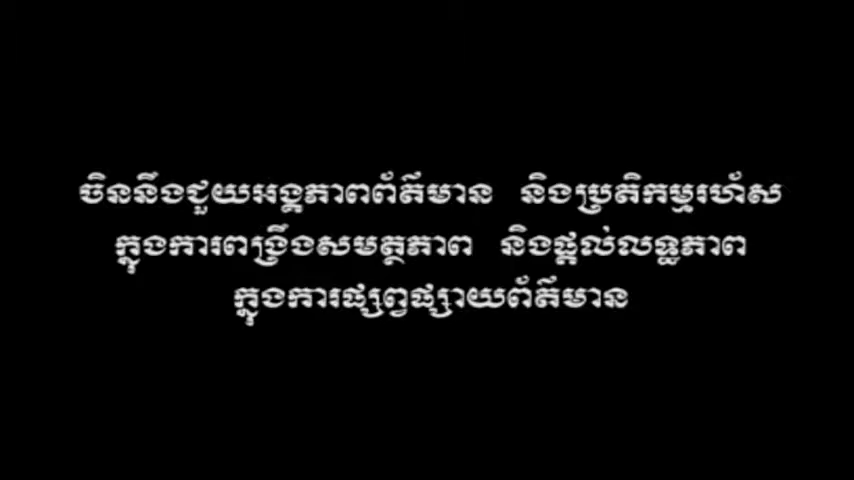 ចិននឹងជួយអង្គភាពព័ត៌មាន និងប្រតិកម្មរហ័ស
ក្នុងការពង្រឹងសមត្ថភាព និងផ្តល់លទ្ធភាព
ក្នុងការផ្សព្វផ្សាយព័ត៌មាន